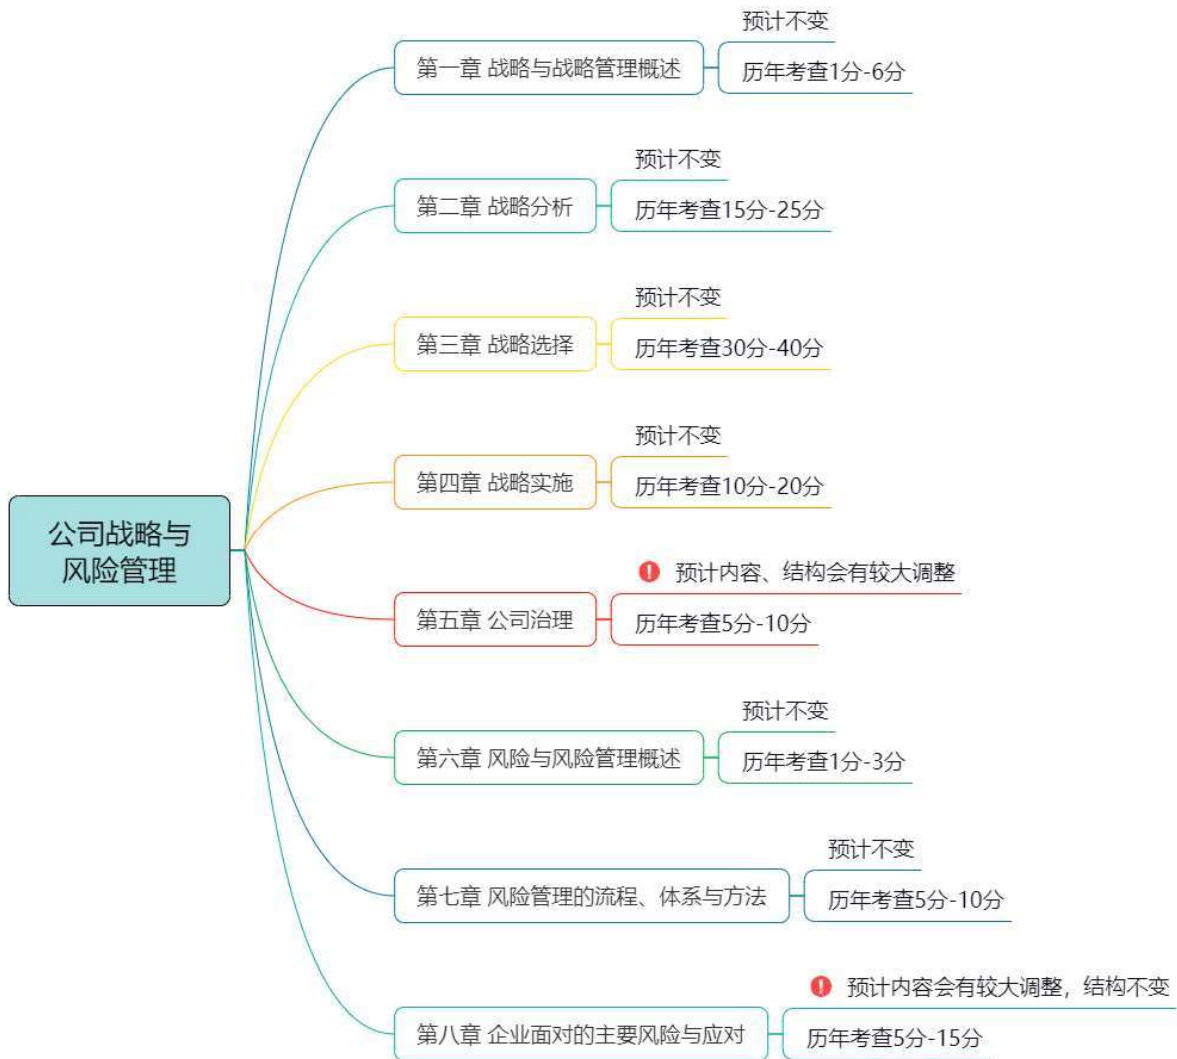 公司战略与
风险管理
第一章 战略与战略管理概述
预计不变
历年考查1分-6分
第二章 战略分析
预计不变
历年考查15分-25分
第三章 战略选择
预计不变
历年考查30分-40分
第四章 战略实施
预计不变
历年考查10分-20分
第五章 公司治理
预计内容、结构会有较大调整
历年考查5分-10分
第六章 风险与风险管理概述
预计不变
历年考查1分-3分
第七章 风险管理的流程、体系与方法
预计不变
历年考查5分-10分
第八章 企业面对的主要风险与应对
预计内容会有较大调整，结构不变
历年考查5分-15分